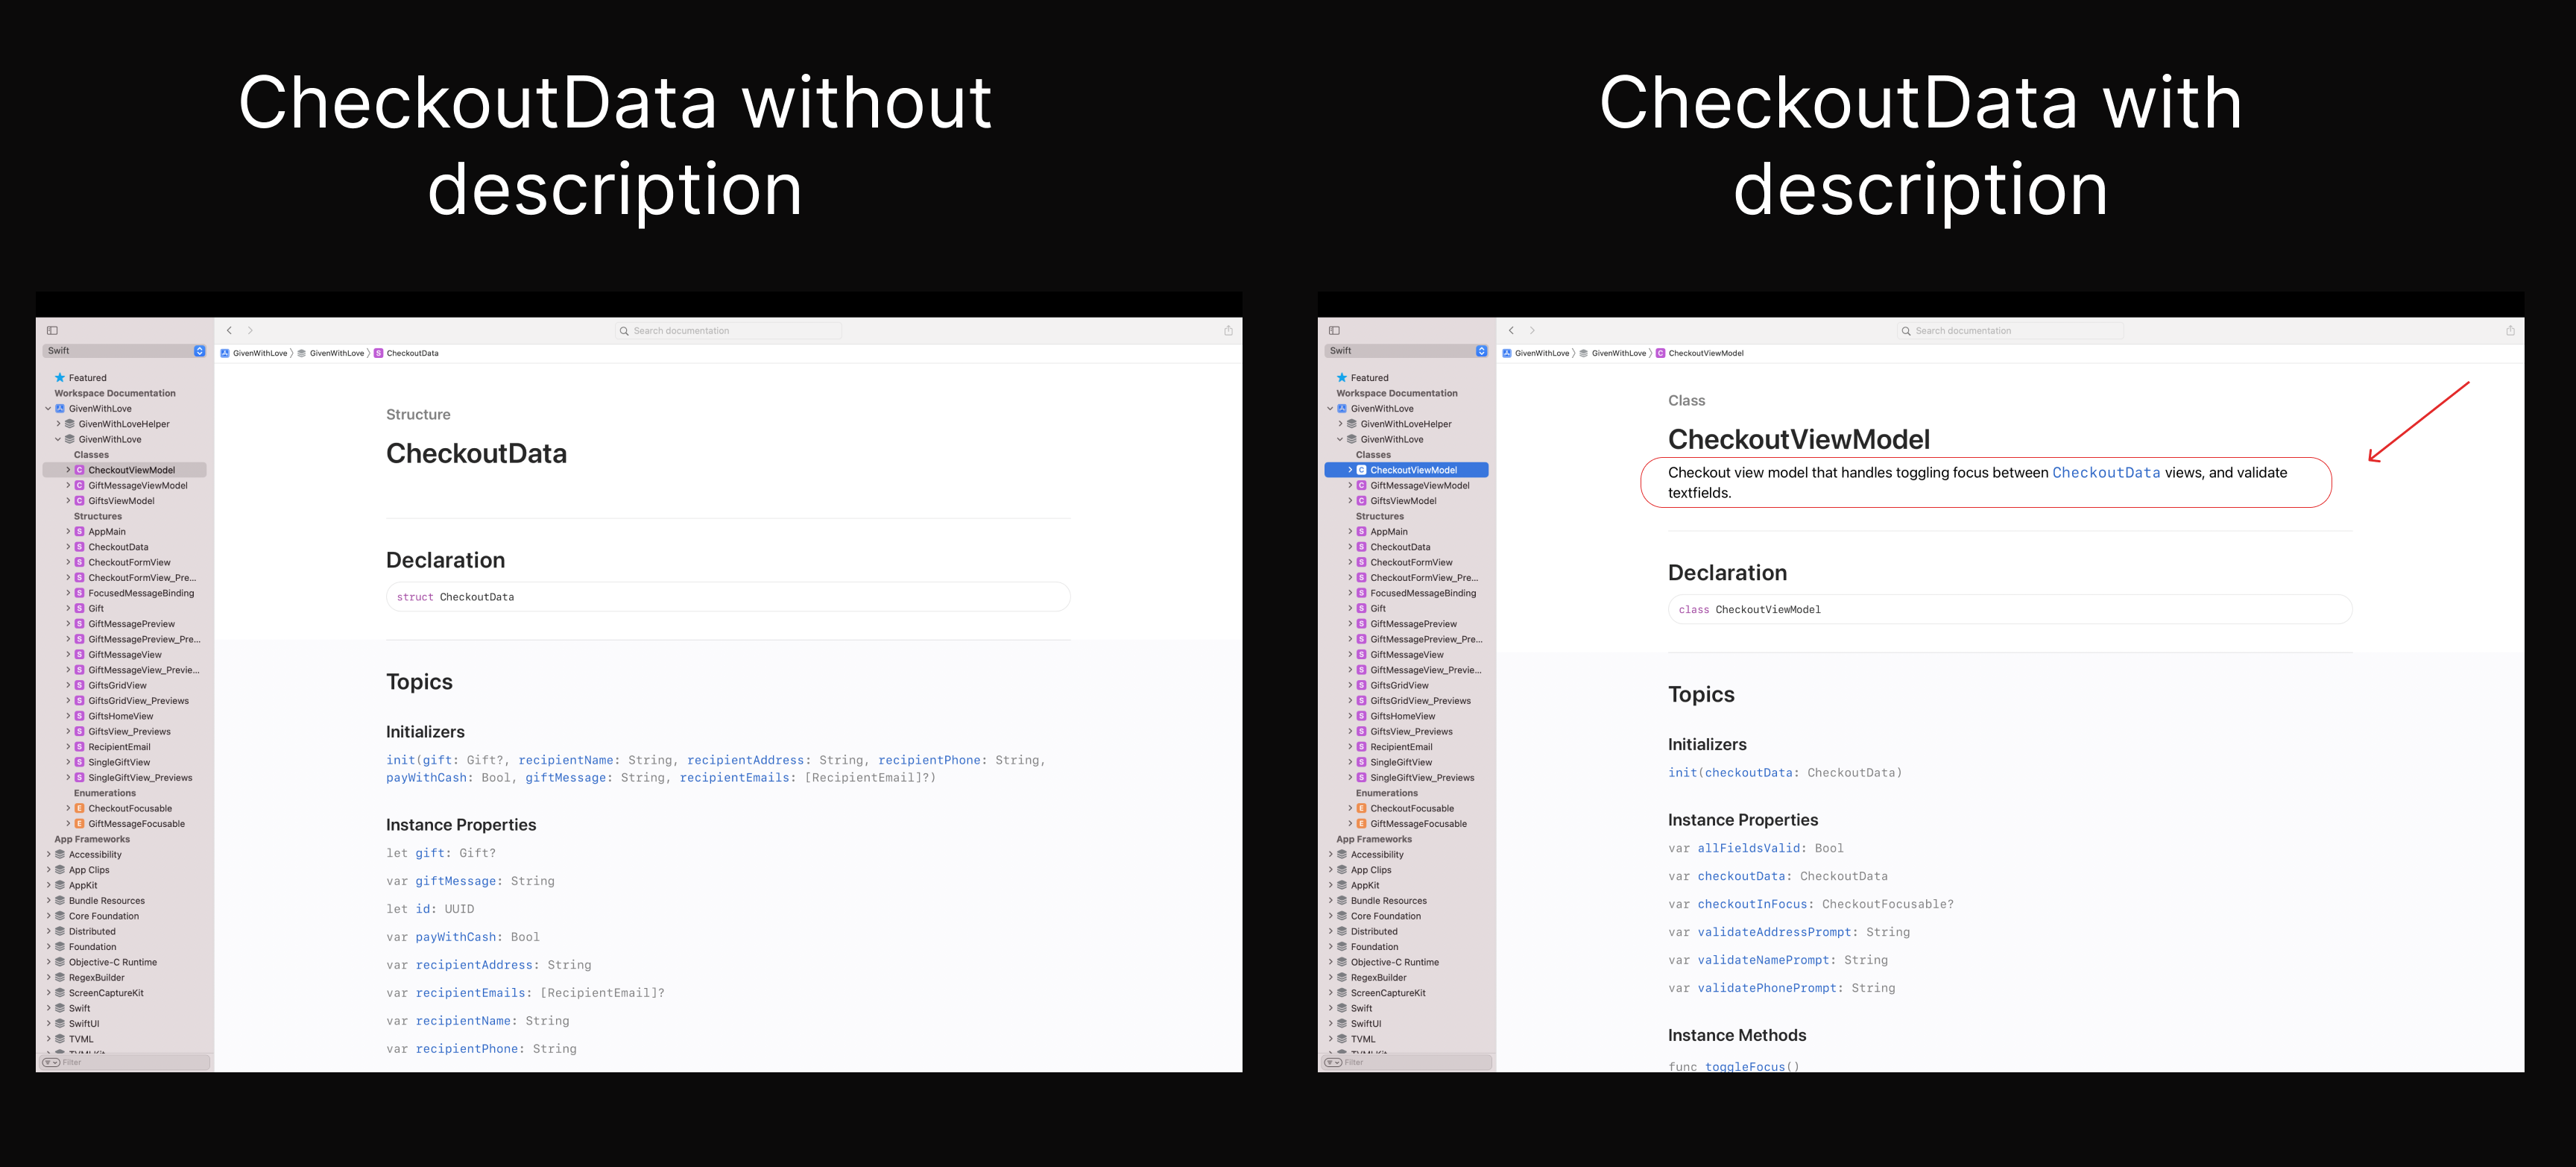 CheckoutData without
description
CheckoutData with
description
Swift
Featured
Workspace Documentation
GivenWithLove
GivenWithLoveHelper
GivenWithLove
Classes
CheckoutViewModel
GiftMessageViewModel
GiftsViewModel
Structures
AppMain
CheckoutData
CheckoutFormView
CheckoutFormView_Pre...
FocusedMessageBinding
Gift
GiftMessagePreview
GiftMessagePreview_Pre...
GiftMessageView
GiftMessageView_Previe...
GiftsGridView
GiftsGridView_Previews
GiftsHomeView
GiftsView_Previews
RecipientEmail
SingleGiftView
SingleGiftView_Previews
Enumerations
CheckoutFocusable
GiftMessageFocusable
App Frameworks
Accessibility
App Clips
AppKit
Bundle Resources
Core Foundation
Distributed
Foundation
Objective-C Runtime
RegexBuilder
ScreenCaptureKit
Swift
SwiftUI
TVML
TVMLKit
Filter
Search documentation
GivenWithLove GivenWithLove CheckoutData
Structure
CheckoutData
Declaration
struct CheckoutData
Topics
Initializers
init(gift: Gift?, recipientName: String, recipientAddress: String, recipientPhone: String,
payWithCash: Bool, giftMessage: String, recipientEmails: [RecipientEmail]?)
Instance Properties
let gift: Gift?
var giftMessage: String
let id: UUID
var payWithCash: Bool
var recipientAddress: String
var recipientEmails: [RecipientEmail]?
var recipientName: String
var recipientPhone: String
Swift
Featured
Workspace Documentation
GivenWithLove
GivenWithLoveHelper
GivenWithLove
Classes
CheckoutViewModel
GiftMessageViewModel
GiftsViewModel
Structures
AppMain
CheckoutData
CheckoutFormView
CheckoutFormView_Pre...
FocusedMessageBinding
Gift
GiftMessagePreview
GiftMessagePreview_Pre...
GiftMessageView
GiftMessageView_Previe...
GiftsGridView
GiftsGridView_Previews
GiftsHomeView
GiftsView_Previews
RecipientEmail
SingleGiftView
SingleGiftView_Previews
Enumerations
CheckoutFocusable
GiftMessageFocusable
App Frameworks
Accessibility
App Clips
AppKit
Bundle Resources
Core Foundation
Distributed
Foundation
Objective-C Runtime
RegexBuilder
ScreenCaptureKit
Swift
SwiftUI
TVML
TVMLKit
Filter
Search documentation
GivenWithLove GivenWithLove CheckoutViewModel
Class
CheckoutViewModel
Checkout view model that handles toggling focus between CheckoutData views, and validate
textfields.
Declaration
class CheckoutViewModel
Topics
Initializers
init(checkoutData: CheckoutData)
Instance Properties
var allFieldsValid: Bool
var checkoutData: CheckoutData
var checkoutInFocus: CheckoutFocusable?
var validateAddressPrompt: String
var validateNamePrompt: String
var validatePhonePrompt: String
Instance Methods
func toggleFocus()